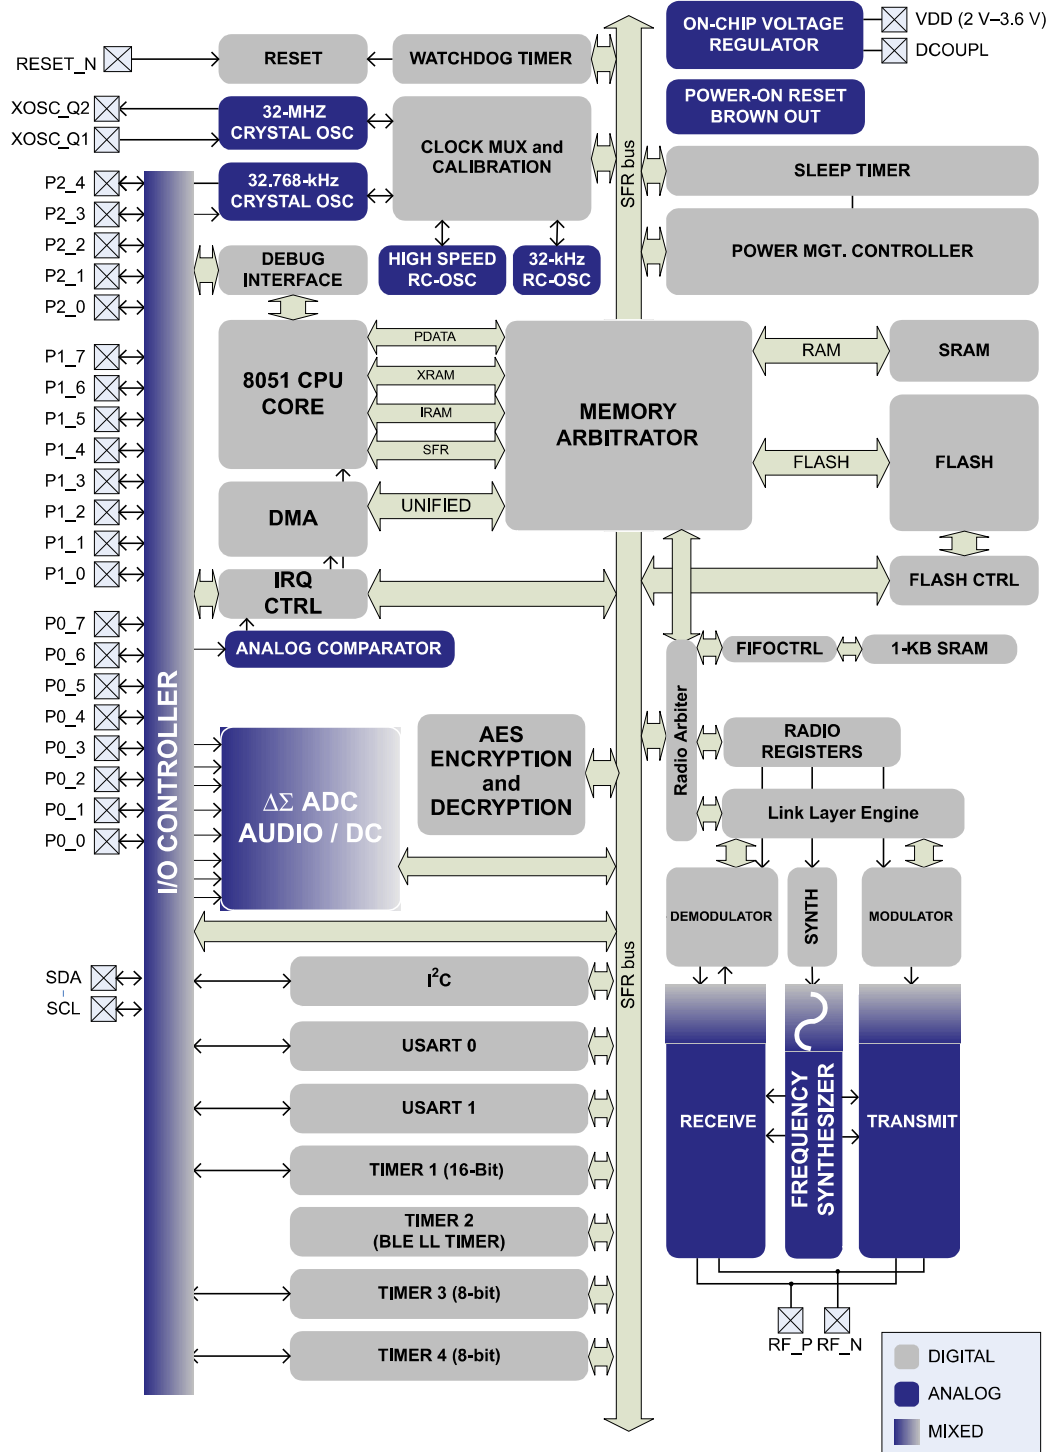 ON-CHIP VOLTAGE
REGULATOR
VDD (2 V–3.6 V)
DCOUPL
RESET_N
RESET
WATCHDOG TIMER
POWER-ON RESET
BROWN OUT
XOSC_Q2
XOSC_Q1
32-MHZ
CRYSTAL OSC
CLOCK MUX and
CALIBRATION
SFR bus
SLEEP TIMER
P2_4
P2_3
P2_2
P2_1
P2_0
32.768-kHz
CRYSTAL OSC
POWER MGT. CONTROLLER
DEBUG
INTERFACE
HIGH SPEED
RC-OSC
32-kHz
RC-OSC
P1_7
P1_6
P1_5
P1_4
P1_3
P1_2
P1_1
P1_0
8051 CPU
CORE
PDATA
XRAM
IRAM
SFR
MEMORY
ARBITRATOR
RAM
SRAM
FLASH
FLASH
DMA
UNIFIED
IRQ
CTRL
FLASH CTRL
P0_7
P0_6
P0_5
P0_4
P0_3
P0_2
P0_1
P0_0
ANALOG COMPARATOR
FIFOCTRL
1-KB SRAM
I/O CONTROLLER
Radio Arbiter
RADIO
REGISTERS
AES
ENCRYPTION
and
DECRYPTION
ΔΣ ADC
AUDIO / DC
Link Layer Engine
DEMODULATOR
SYNTH
MODULATOR
SFR bus
SDA
SCL
I²C
USART 0
USART 1
TIMER 1 (16-Bit)
TIMER 2
(BLE LL TIMER)
TIMER 3 (8-bit)
TIMER 4 (8-bit)
RECEIVE
FREQUENCY
SYNTHESIZER
TRANSMIT
RF_P
RF_N
DIGITAL
ANALOG
MIXED